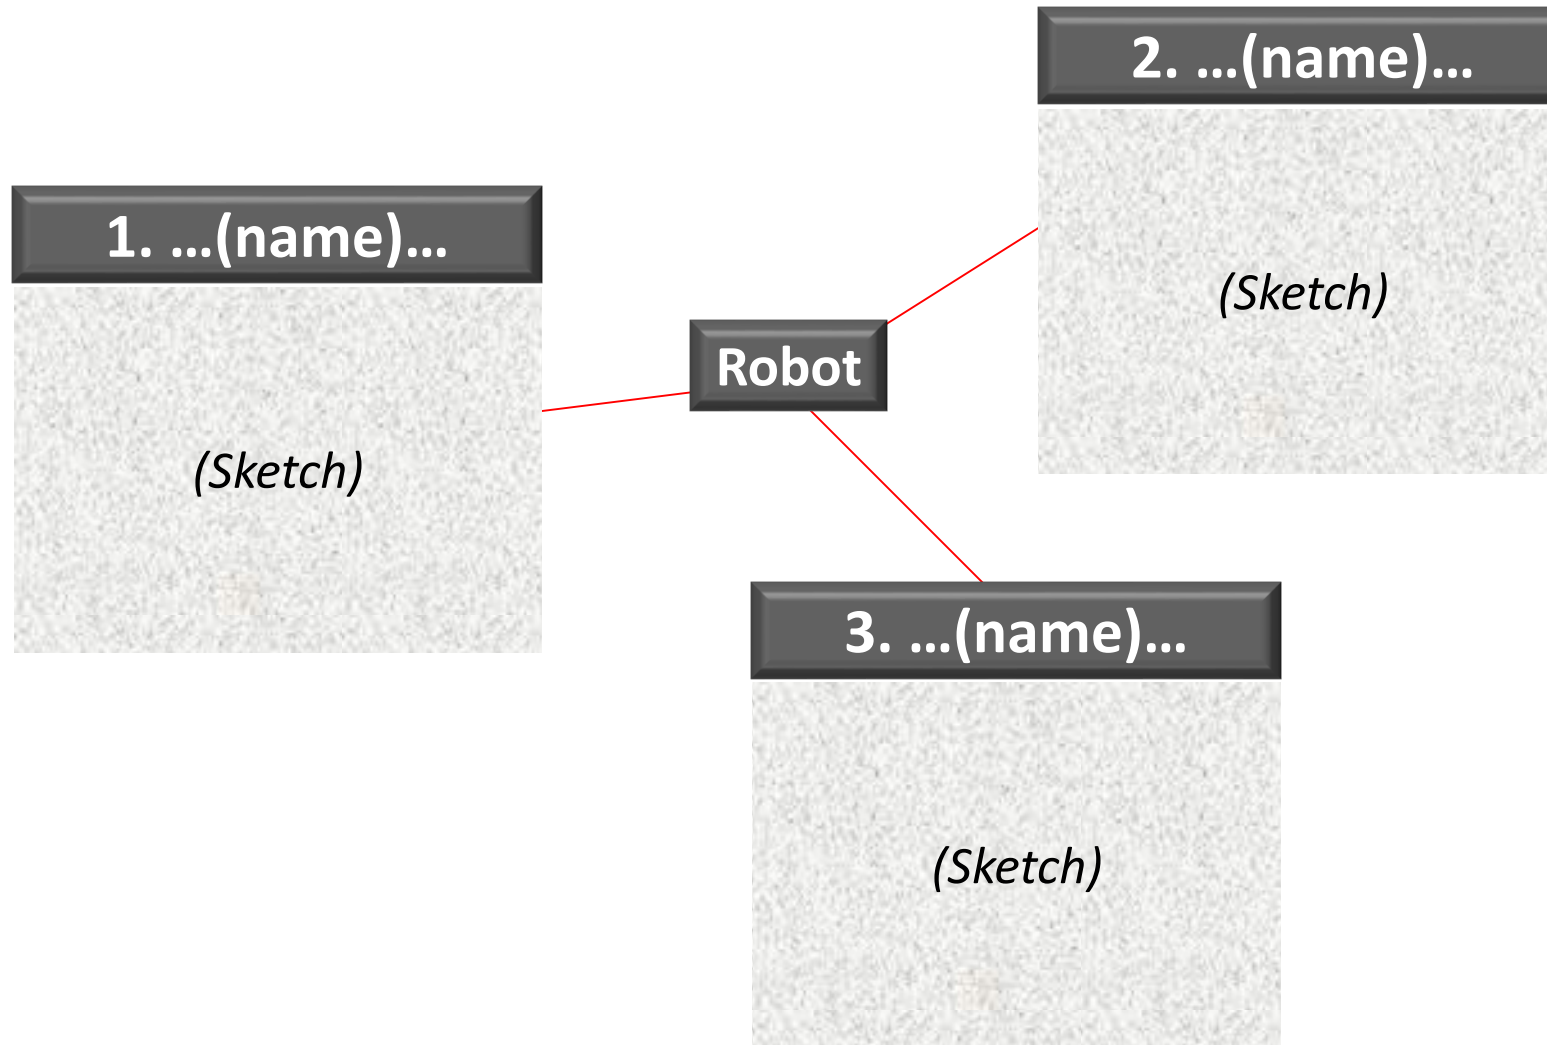 1. ...(name)...
(Sketch)
Robot
2. ...(name)...
(Sketch)
3. ...(name)...
(Sketch)